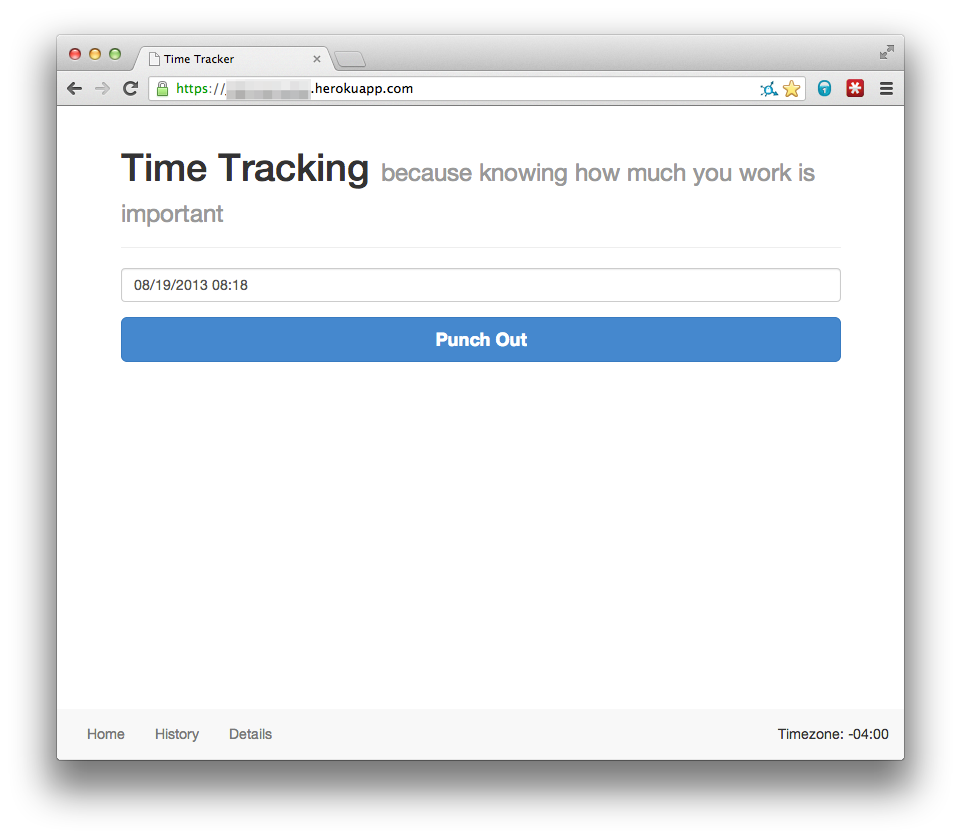 Time Tracker
https://.herokuapp.com
Time Tracking because knowing how much you work is
important
08/19/2013 08:18
Punch Out
Home History Details Timezone: -04:00